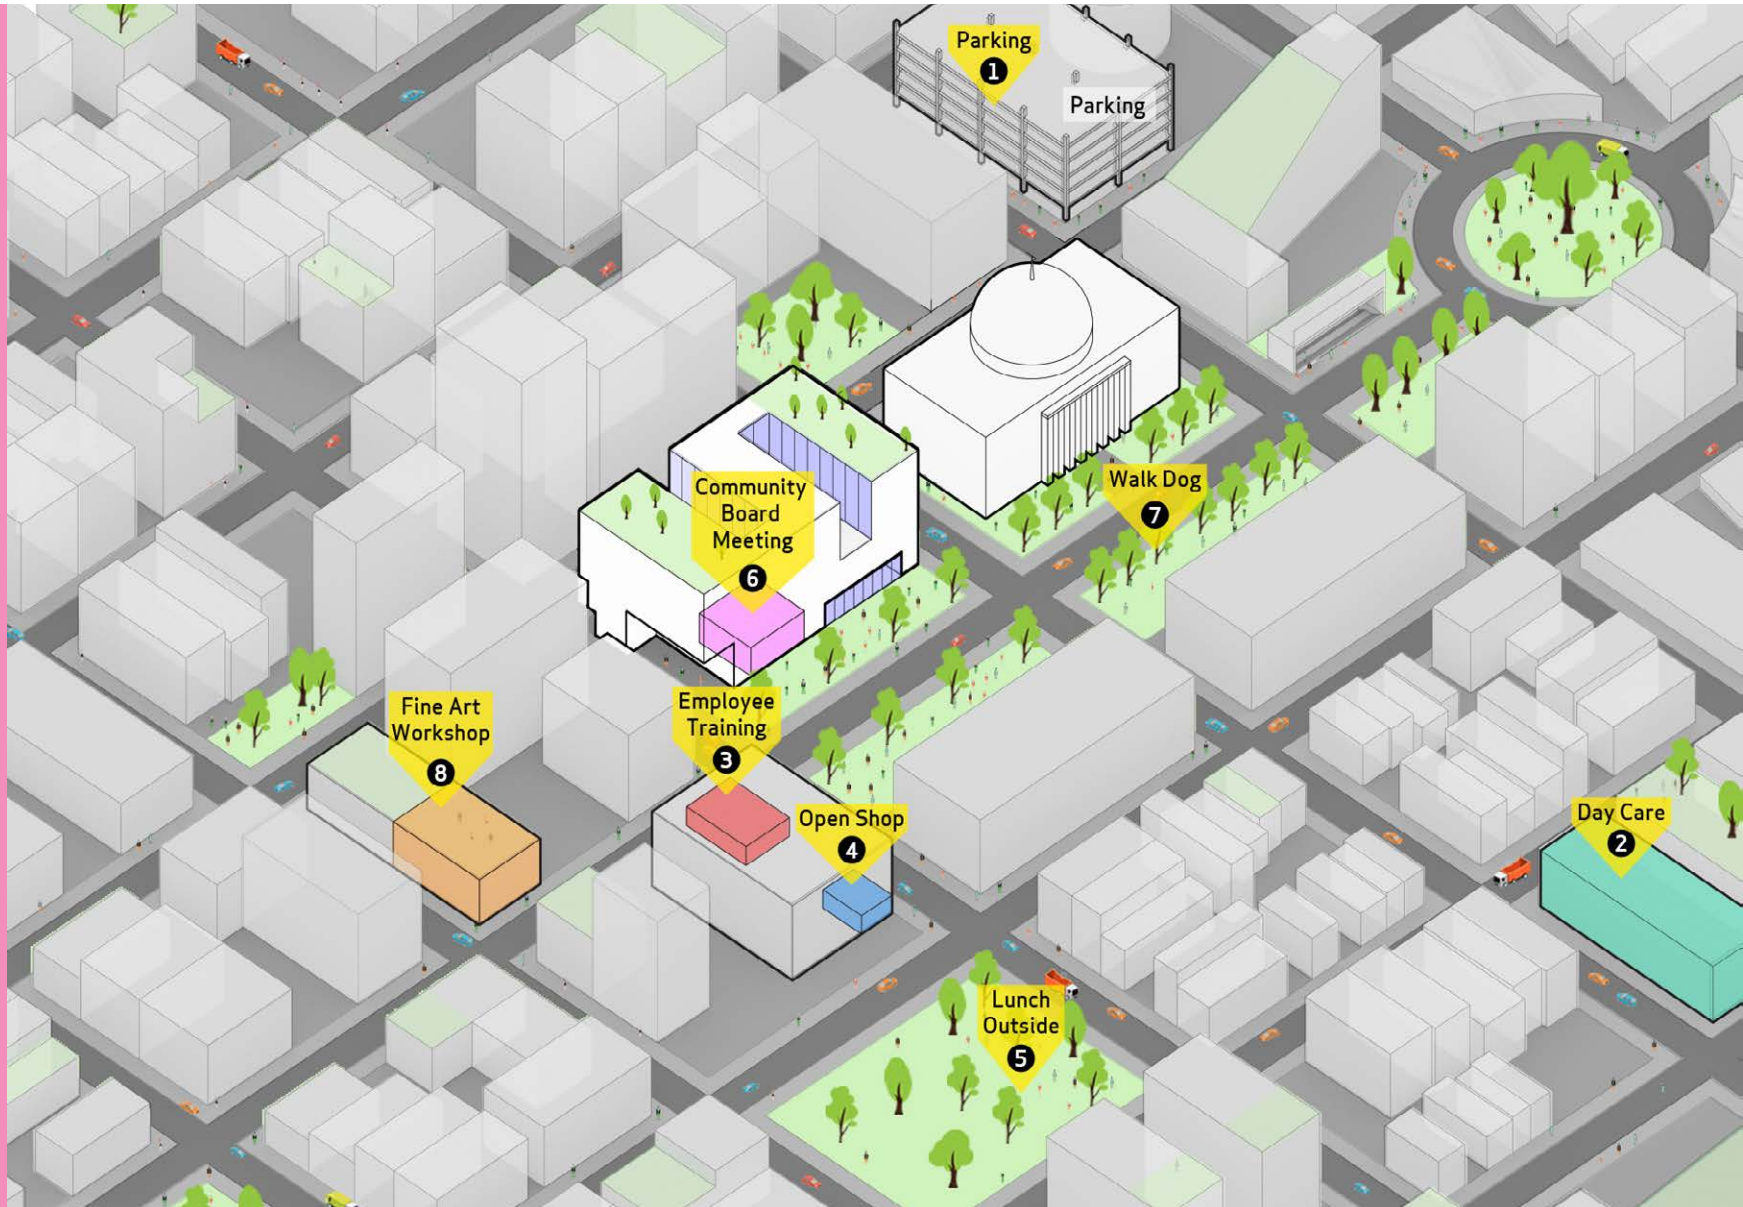 Parking
1
Parking
Walk Dog
7
Community
Board
Meeting
6
Employee
Training
3
Fine Art
Workshop
8
Open Shop
4
Day Care
2
Lunch
Outside
5